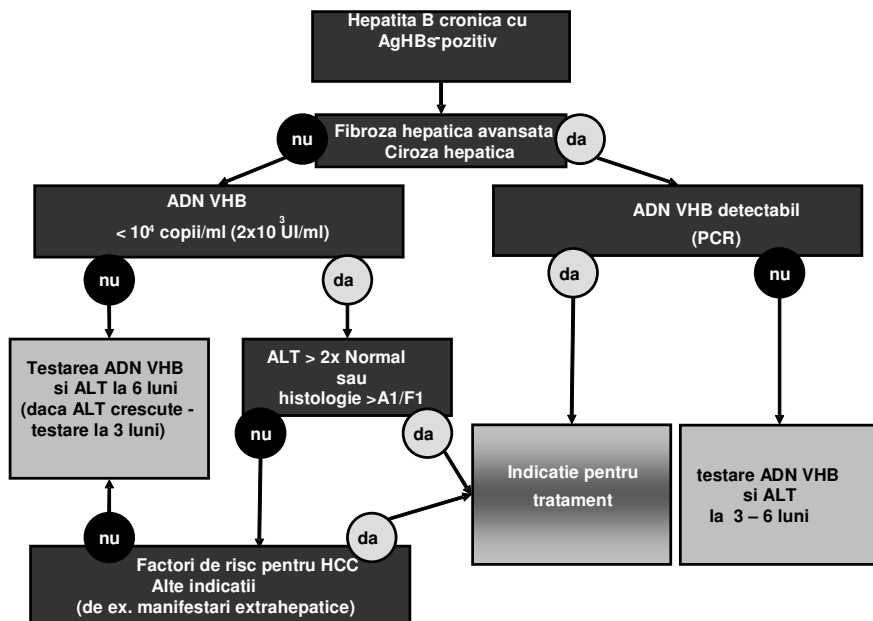 Hepatita B cronica cu
AgHBs-pozitiv
nu
Fibroza hepatica avansata
Ciroza hepatica
da
ADN VHB
< 10⁴ copii/ml (2x10³ UI/ml)
ADN VHB detectabil
(PCR)
nu
da
da
nu
Testarea ADN VHB
si ALT la 6 luni
(daca ALT crescute -
testare la 3 luni)
ALT > 2x Normal
sau
histologie >A1/F1
nu
da
Indicatie pentru
tratament
testare ADN VHB
si ALT
la 3 – 6 luni
nu
da
Factori de risc pentru HCC
Alte indicatii
(de ex. manifestari extrahepatice)